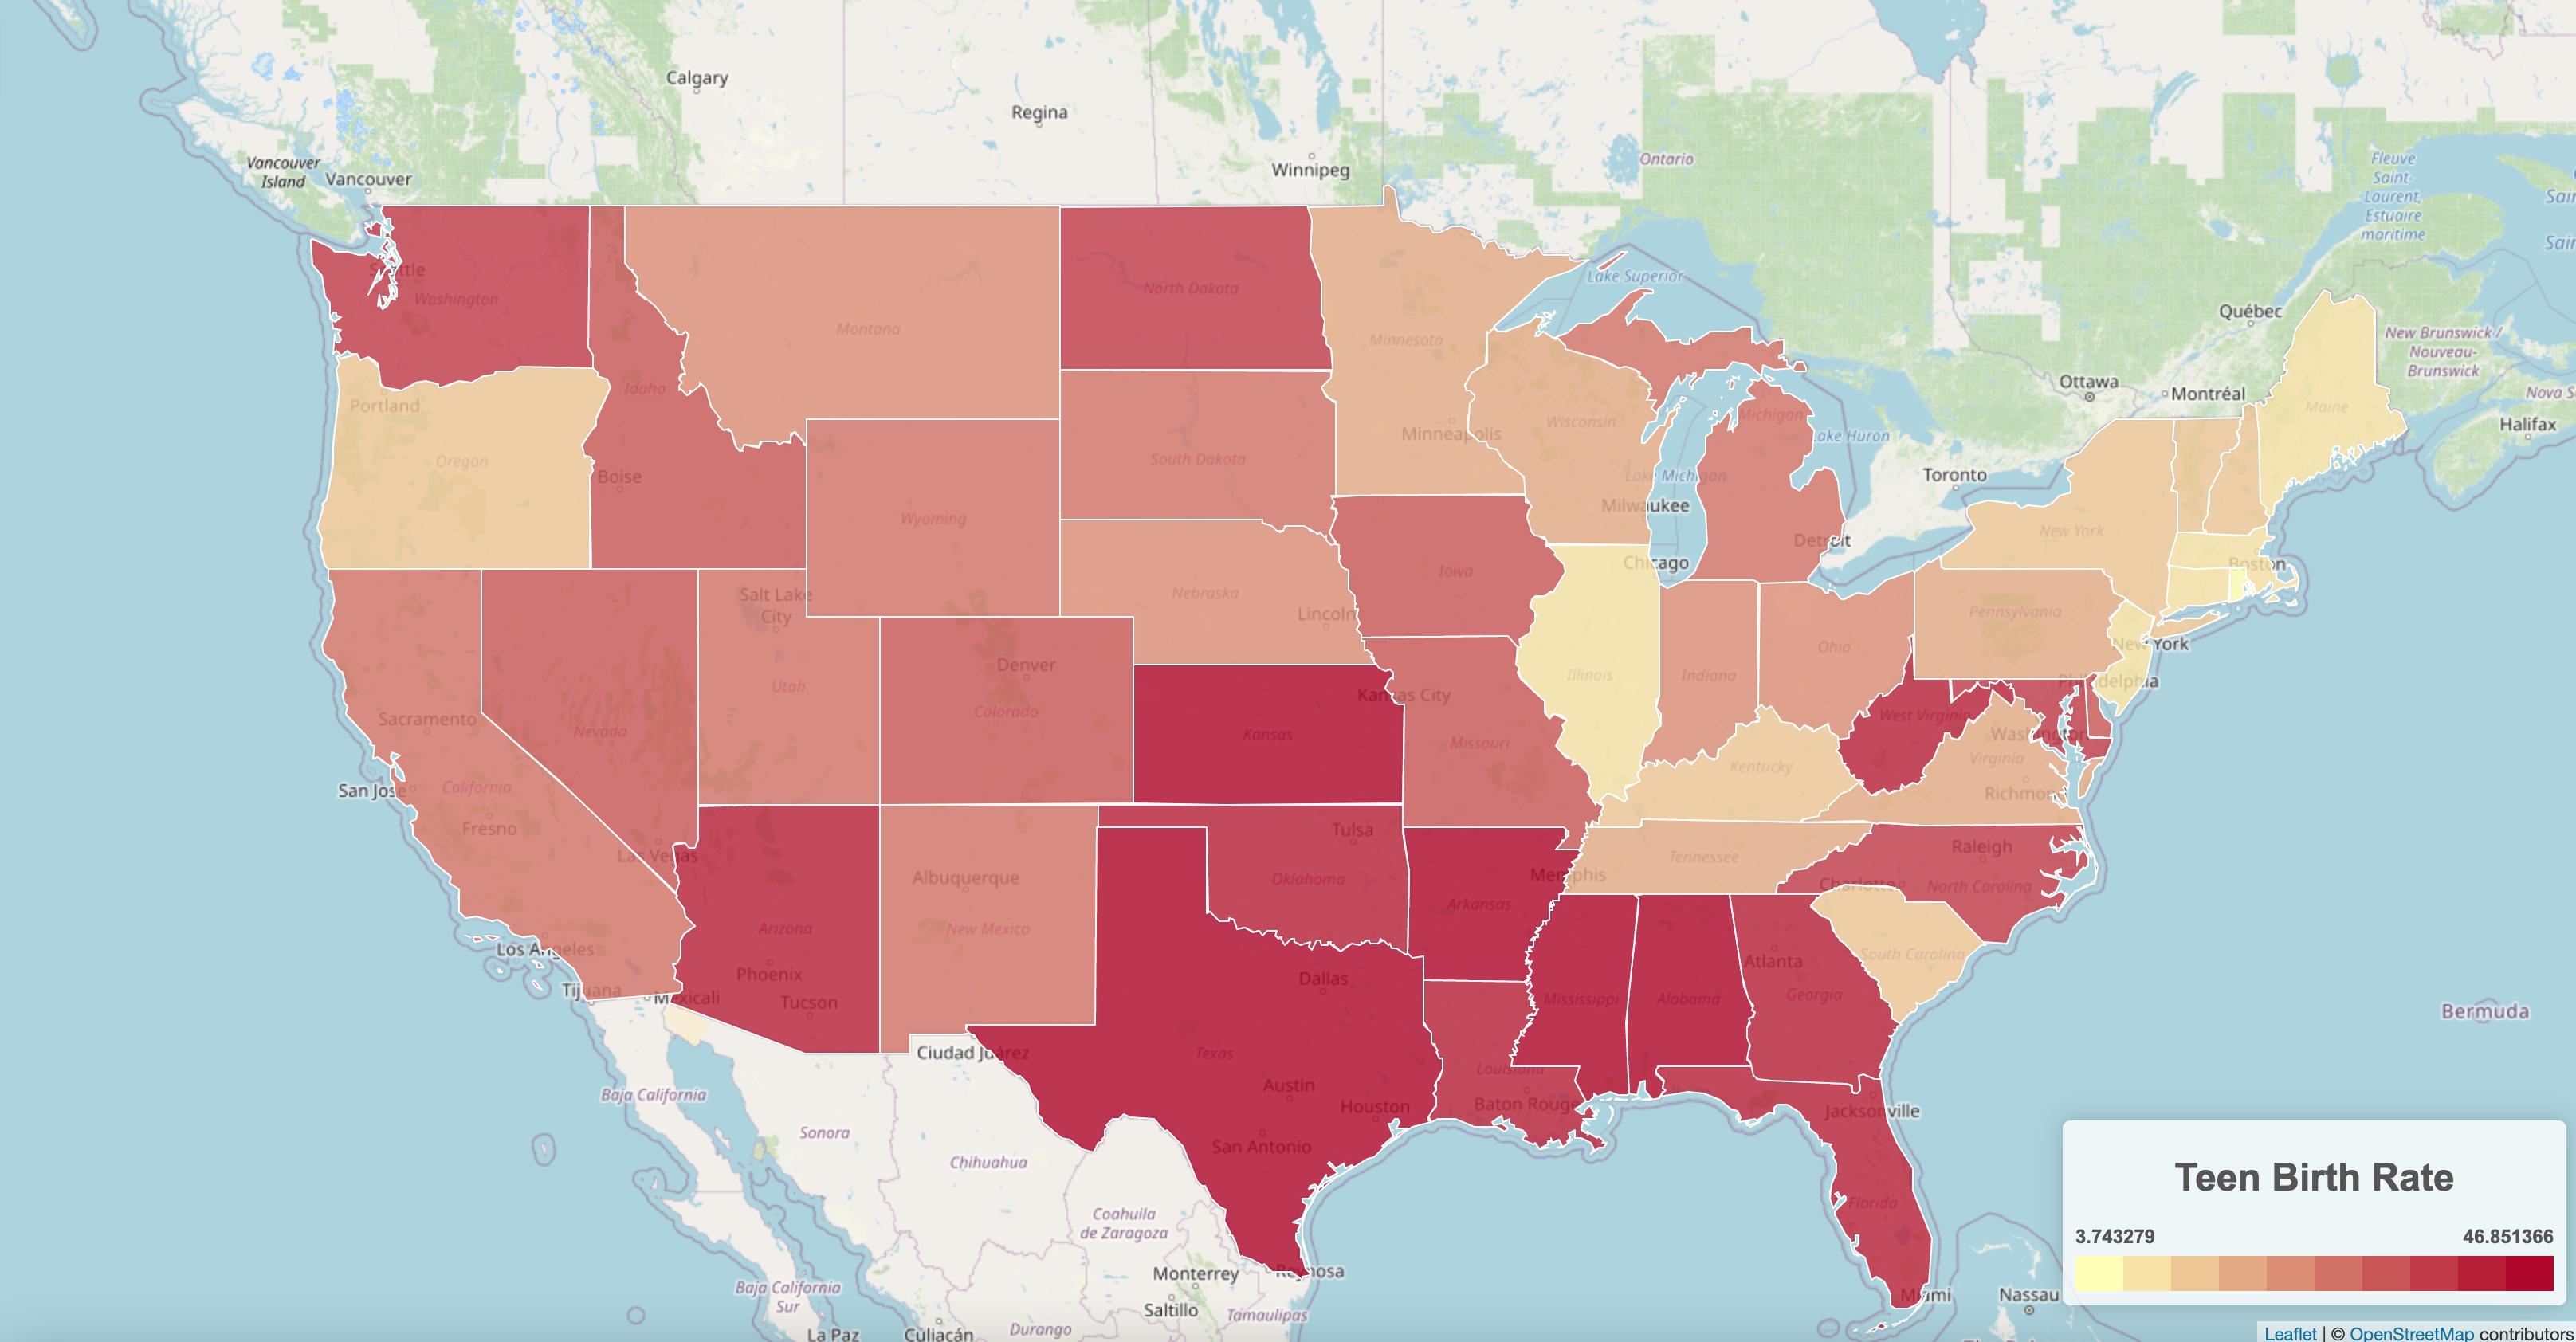 Calgary
Regina
Winnipeg
Ontario
Fleuve
Saint-
Laurent,
Estuaire
maritime
Vancouver
Island
Vancouver
Seattle
Washington
North Dakota
Lake Superior
Québec
New Brunswick /
Nouveau-
Brunswick
Montana
Minnesota
Idaho
Ottawa
Montréal
Portland
Michigan
Maine
Wisconsin
Minneapolis
Lake Huron
Halifax
Oregon
South Dakota
Boise
Lake Michigan
Toronto
Milwaukee
Wyoming
New York
Detroit
Chicago
Boston
Iowa
Salt Lake
City
Nebraska
Lincoln
Pennsylvania
Ohio
New York
Denver
Illinois
Indiana
Philadelphia
Utah
Kansas City
Colorado
Sacramento
Nevada
Kansas
Missouri
West Virginia
Washington
Virginia
Kentucky
San Jose
California
Richmond
Fresno
Tulsa
Las Vegas
Tennessee
Raleigh
Albuquerque
Oklahoma
Memphis
Charlotte
North Carolina
Arkansas
Arizona
New Mexico
Los Angeles
South Carolina
Atlanta
Phoenix
Dallas
Tijuana
Mexicali
Tucson
Mississippi
Alabama
Georgia
Bermuda
Ciudad Juárez
Texas
Louisiana
Baja California
Austin
Houston
Baton Rouge
Jacksonville
Sonora
San Antonio
Chihuahua
Florida
Coahuila
de Zaragoza
Monterrey
Reynosa
Baja California
Sur
Saltillo
Tamaulipas
Miami
Nassau
La Paz
Culiacán
Durango
Teen Birth Rate
3.743279 46.851366
Leaflet | © OpenStreetMap contributors